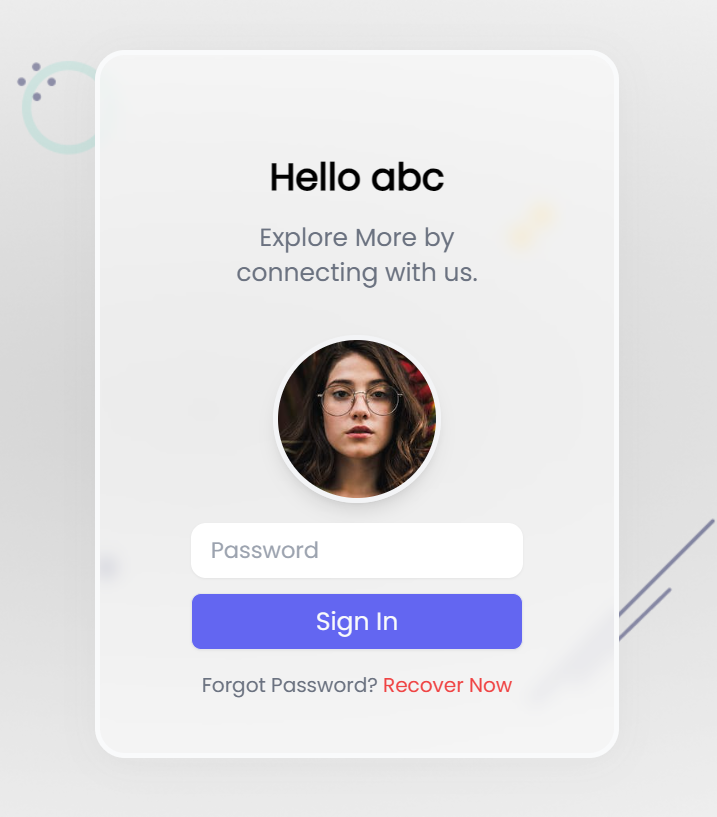 Hello abc
Explore More by
connecting with us.
Password
Sign In
Forgot Password? Recover Now